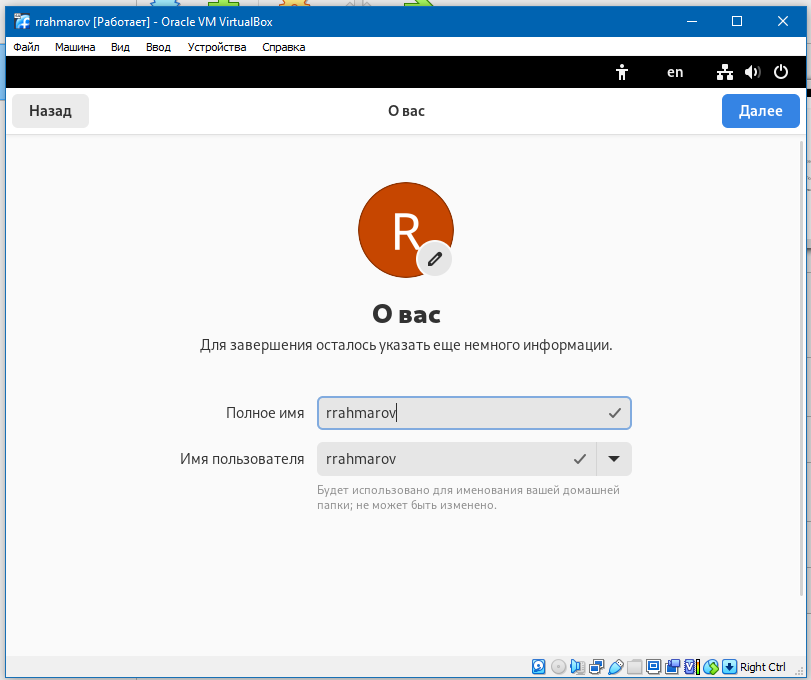 rrahmarov [Работает] - Oracle VM VirtualBox
Файл Машина Вид Ввод Устройства Справка
en
Назад О вас Далее
R
О вас
Для завершения осталось указать еще немного информации.
Полное имя rrahmarov
Имя пользователя rrahmarov
Будет использовано для именования вашей домашней
папки; не может быть изменено.
Right Ctrl